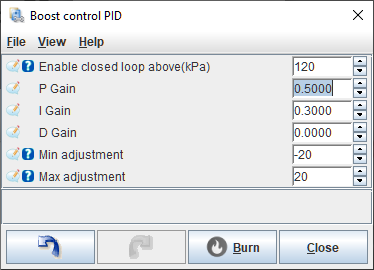 Boost control PID
File View Help
Enable closed loop above(kPa) 120
P Gain 0.5000
I Gain 0.3000
D Gain 0.0000
Min adjustment -20
Max adjustment 20
Burn Close